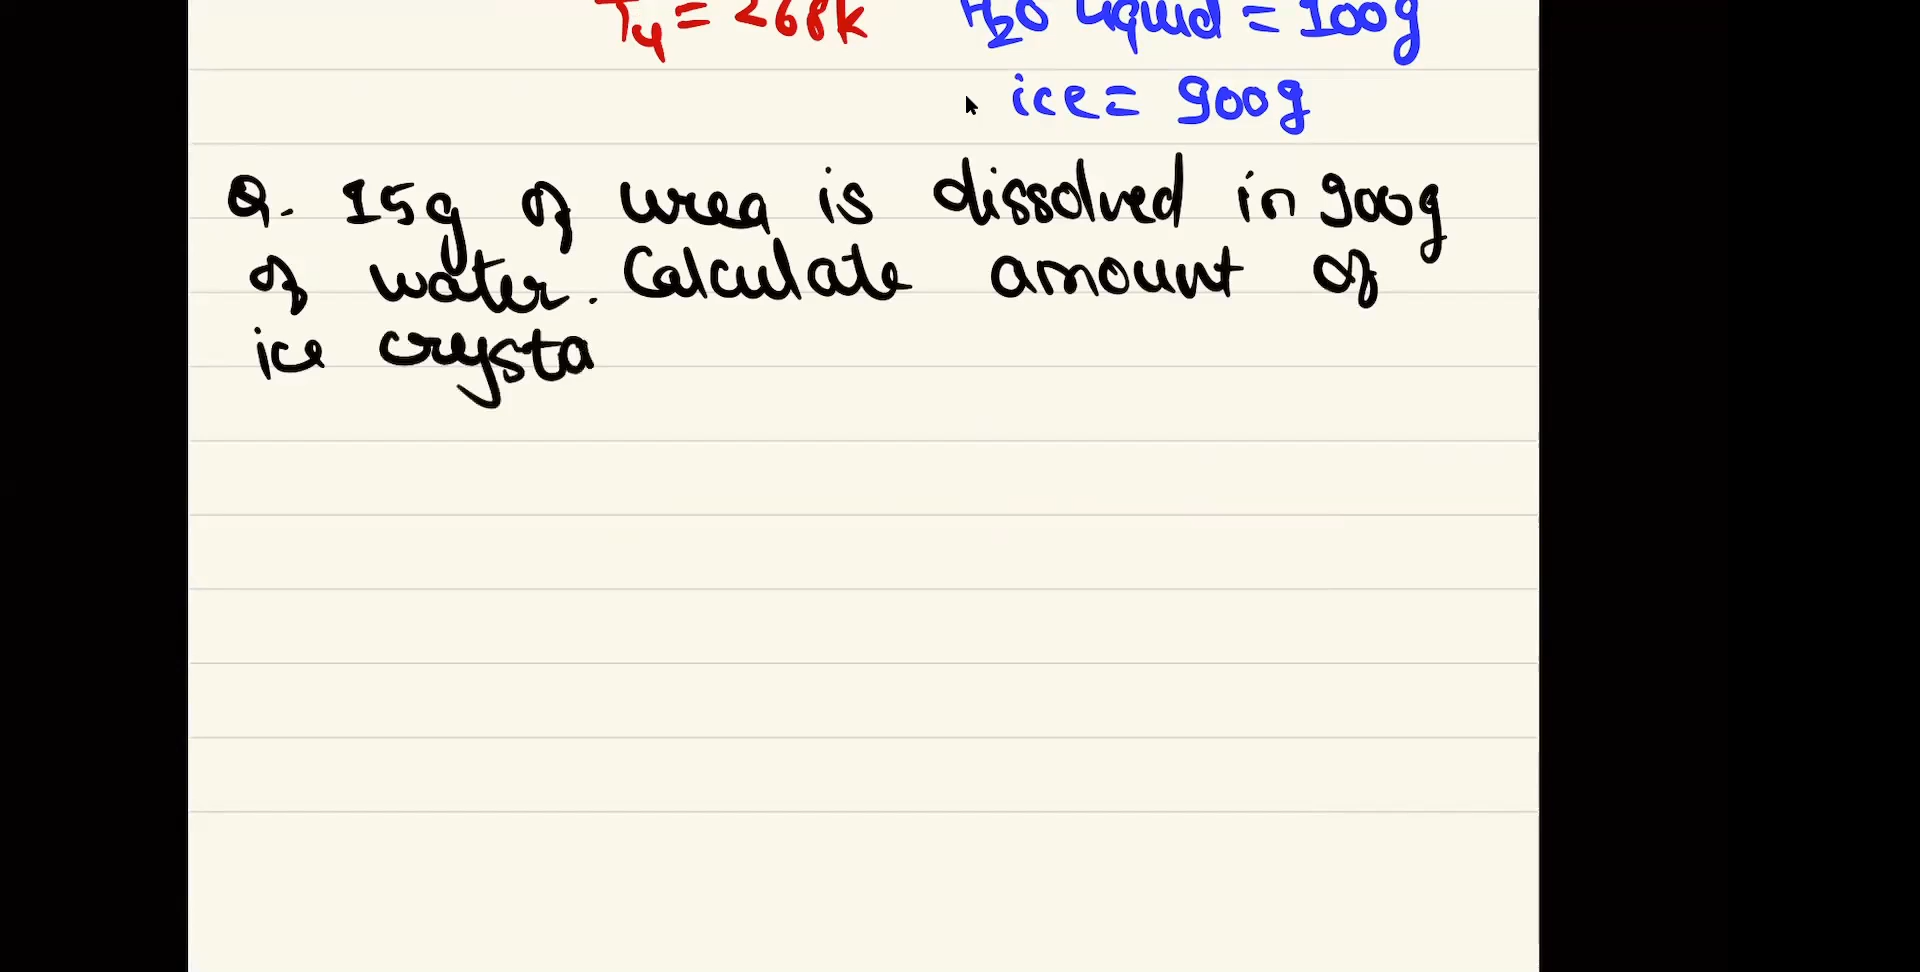 T4 = 268k H2O liquid = 100g
ice = 900g
Q. 15g of urea is dissolved in 900g
of water. Calculate amount of
ice crysta